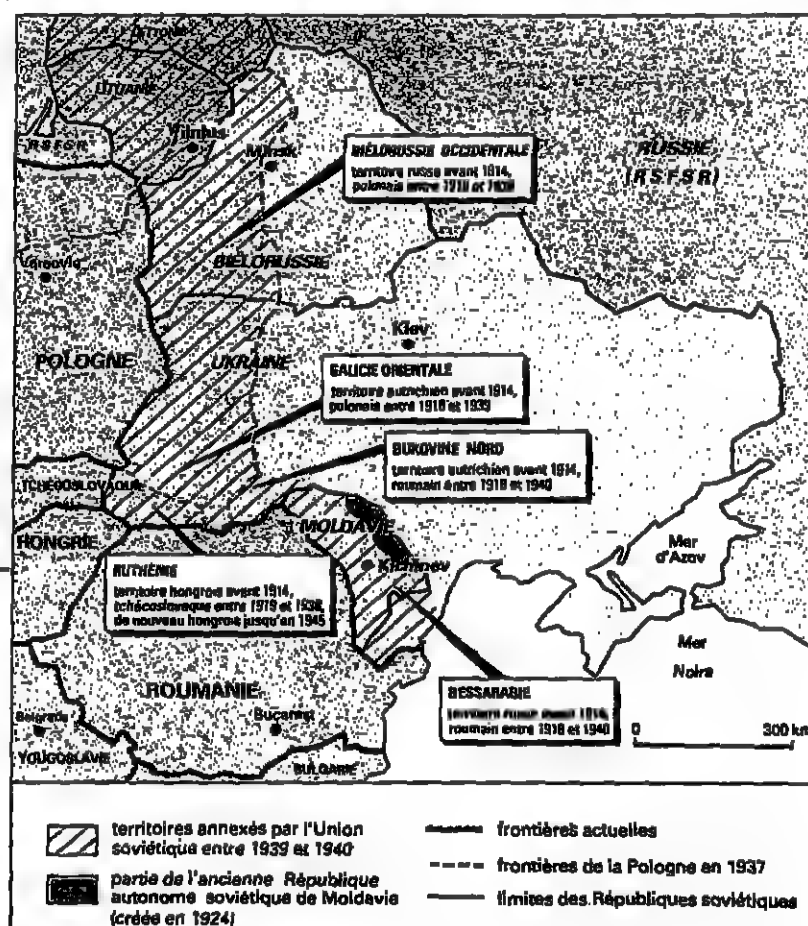 LETTONIE
LITUANIE
Vilnius
Minsk
R S F S R
BIÉLORUSSIE OCCIDENTALE
territoire russe avant 1914,
polonais entre 1918 et 1939
RUSSIE
(R S F S R)
Varsovie
BIÉLORUSSIE
POLOGNE
UKRAINE
Kiev
GALICIE ORIENTALE
territoire autrichien avant 1914,
polonais entre 1918 et 1939
BUKOVINE NORD
territoire autrichien avant 1914,
roumain entre 1918 et 1940
TCHÉCOSLOVAQUIE
MOLDAVIE
HONGRIE
Kichinev
Mer
d'Azov
RUTHÉNIE
territoire hongrois avant 1914,
tchécoslovaque entre 1919 et 1938,
de nouveau hongrois jusqu'en 1945
Mer
Noire
ROUMANIE
BESSARABIE
territoire russe avant 1914,
roumain entre 1918 et 1940
Belgrade
Bucarest
0 300 km
YOUGOSLAVIE
BULGARIE
territoires annexés par l'Union
soviétique entre 1939 et 1940
partie de l'ancienne République
autonome soviétique de Moldavie
(créée en 1924)
frontières actuelles
frontières de la Pologne en 1937
limites des Républiques soviétiques